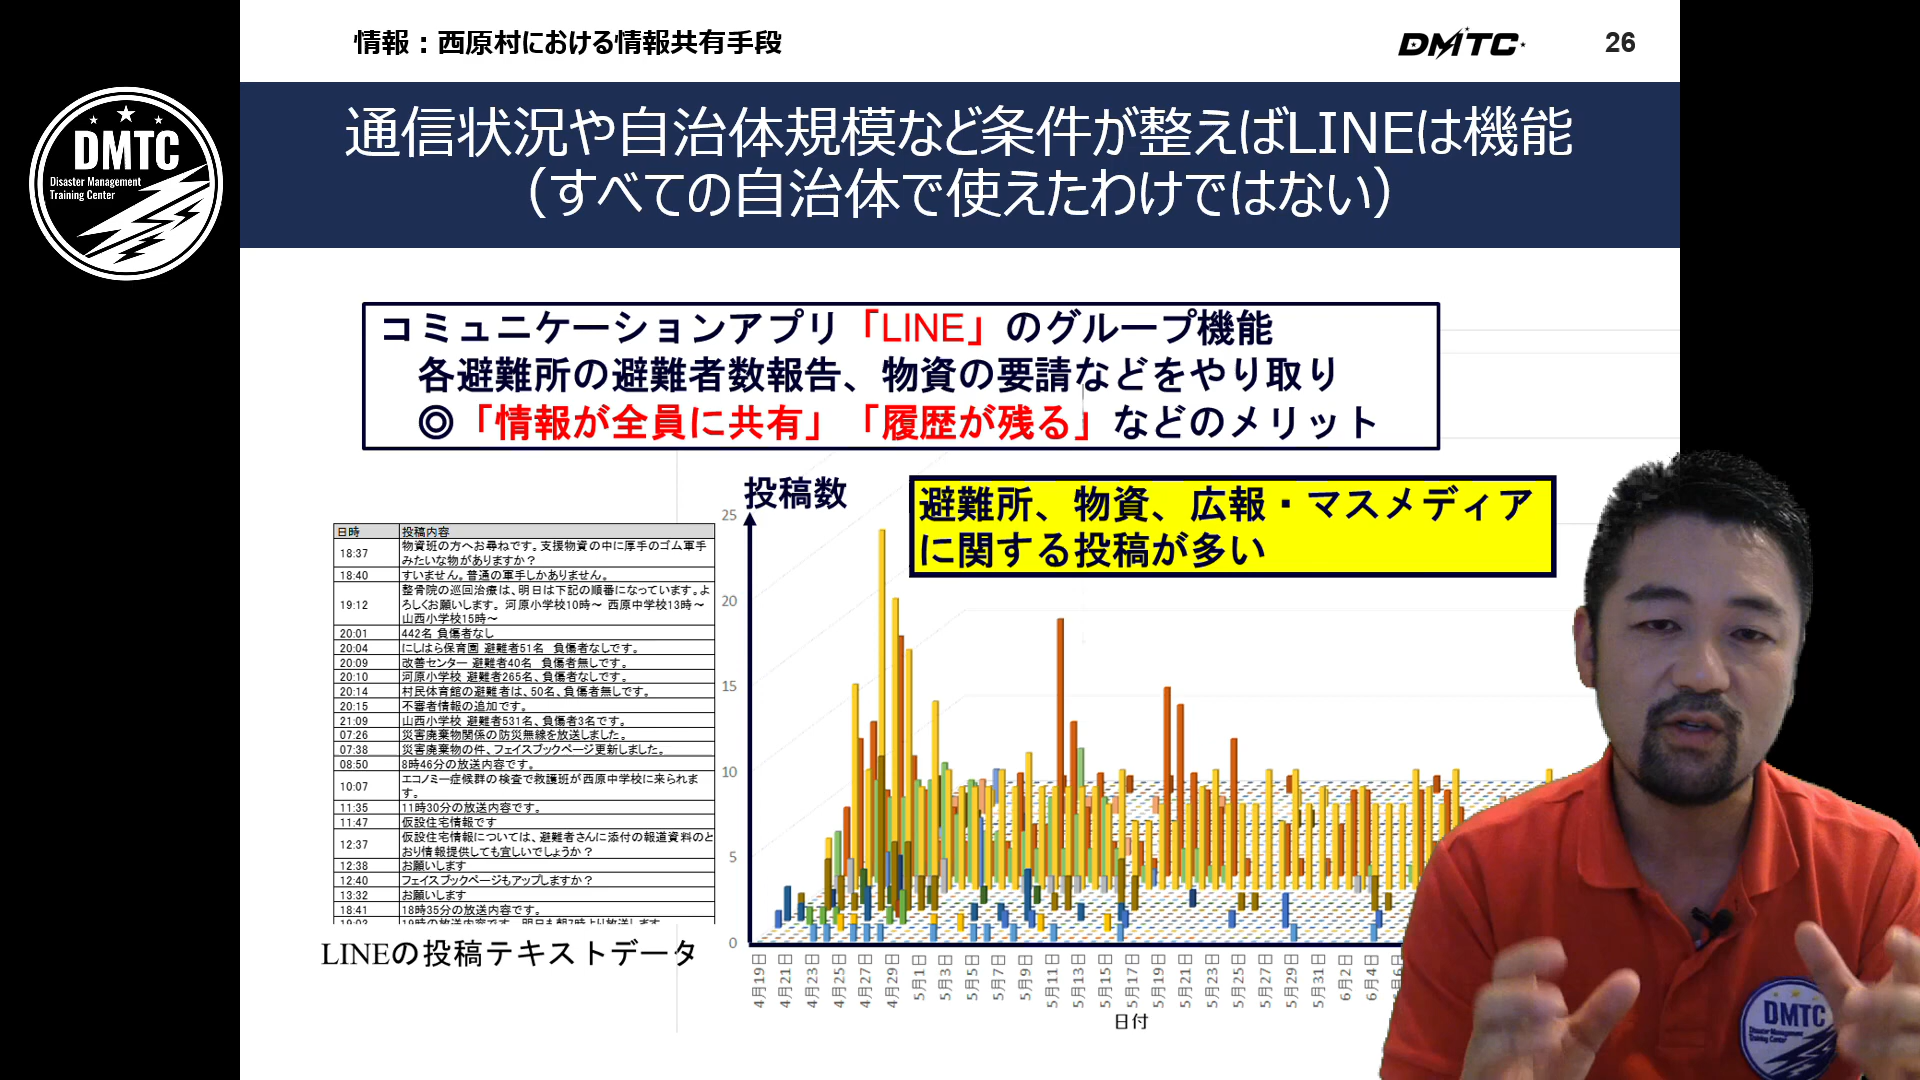 情報：西原村における情報共有手段
DMTC
26
DMTC
Disaster Management
Training Center
通信状況や自治体規模など条件が整えばLINEは機能
（すべての自治体で使えたわけではない）
コミュニケーションアプリ「LINE」のグループ機能
各避難所の避難者数報告、物資の要請などをやり取り
◎「情報が全員に共有」「履歴が残る」などのメリット
投稿数
避難所、物資、広報・マスメディア
に関する投稿が多い
日時 投稿内容
18:37 物資班の方へお尋ねです。支援物資の中に厚手のゴム軍手
みたいな物がありますか？
18:40 すいません。普通の軍手しかありません。
19:12 整骨院の巡回治療は、明日は下記の順番になっています。よ
ろしくお願いします。 河原小学校10時～ 西原中学校13時～
山西小学校15時～
20:01 442名 負傷者なし
20:04 にしはら保育園 避難者51名 負傷者なしです。
20:09 改善センター 避難者40名 負傷者無しです。
20:10 河原小学校 避難者265名、負傷者なしです。
20:14 村民体育館の避難者は、50名、負傷者無しです。
20:15 不審者情報の追加です。
21:09 山西小学校 避難者531名、負傷者3名です。
07:26 災害廃棄物関係の防災無線を放送しました。
07:38 災害廃棄物の件、フェイスブックページ更新しました。
08:50 8時46分の放送内容です。
10:07 エコノミー症候群の検査で救護班が西原中学校に来られま
す。
11:35 11時30分の放送内容です。
11:47 仮設住宅情報です
12:37 仮設住宅情報については、避難者さんに添付の報道資料のと
おり情報提供しても宜しいでしょうか？
12:38 お願いします
12:40 フェイスブックページもアップしますか？
13:32 お願いします
18:41 18時35分の放送内容です。
LINEの投稿テキストデータ
25
20
15
10
5
0
4月19日 4月21日 4月23日 4月25日 4月27日 4月29日 5月1日 5月3日 5月5日 5月7日 5月9日 5月11日 5月13日 5月15日 5月17日 5月19日 5月21日 5月23日 5月25日 5月27日 5月29日 5月31日 6月2日 6月4日
日付
DMTC
Disaster Management
Training Center